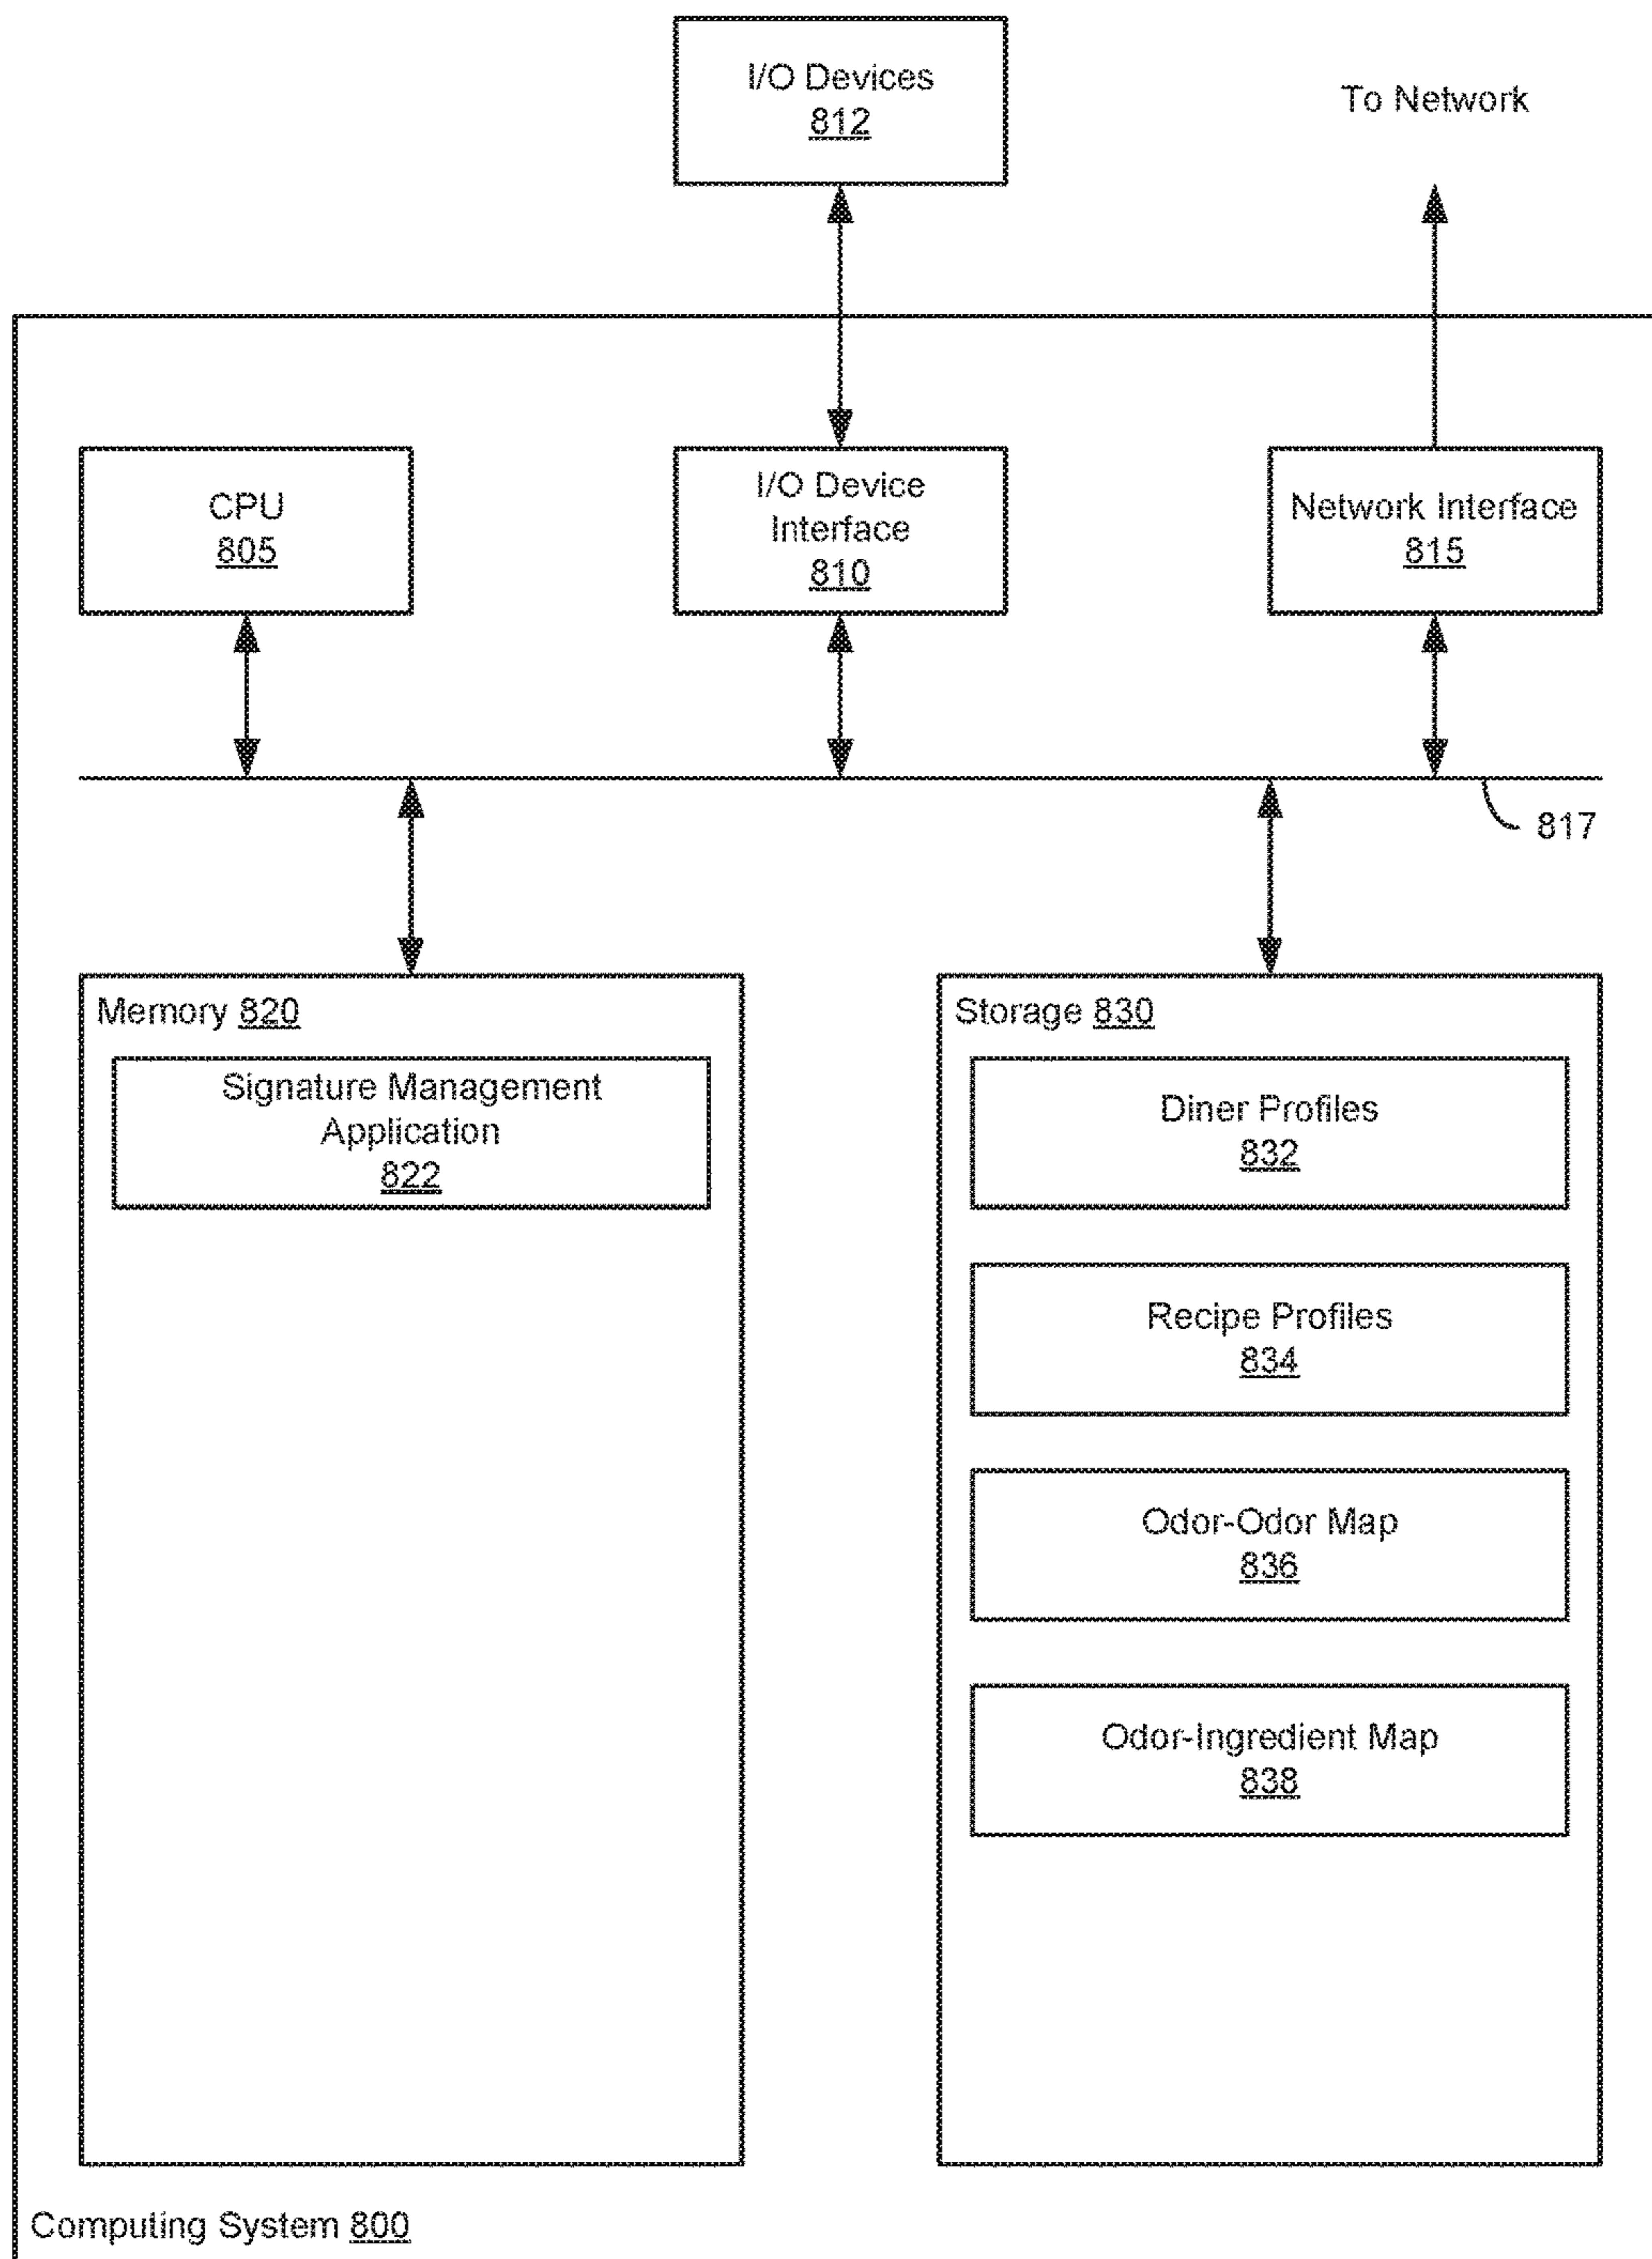 I/O Devices
812
To Network
CPU
805
I/O Device
Interface
810
Network Interface
815
817
Memory 820
Signature Management
Application
822
Storage 830
Diner Profiles
832
Recipe Profiles
834
Odor-Odor Map
836
Odor-Ingredient Map
838
Computing System 800